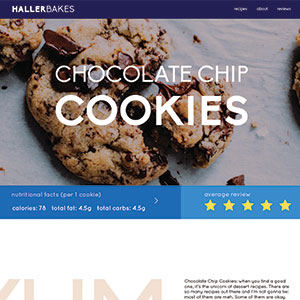 HALLERBAKES
recipes about reviews
CHOCOLATE CHIP
COOKIES
nutritional facts (per 1 cookie)
calories: 78 total fat: 4.5g total carbs: 4.5g
average review
YUM
Chocolate Chip Cookies: when you find a good
one, it's the unicorn of dessert recipes. There are
so many recipes out there and I'm not gonna lie:
most of them are meh. Some of them are okay